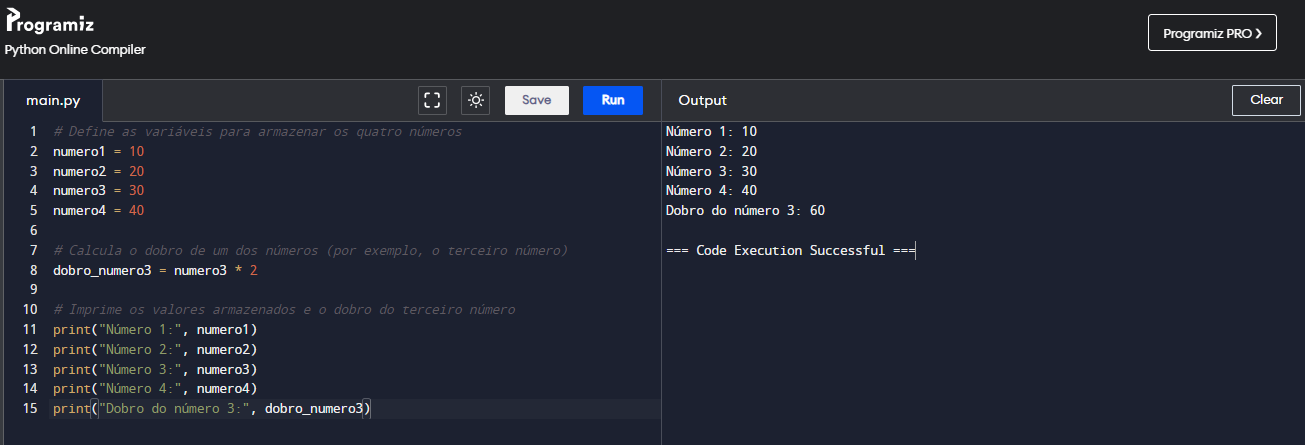 Programiz
Python Online Compiler
Programiz PRO ❯
main.py
Save
Run
Output
Clear
1 # Define as variáveis para armazenar os quatro números
2 numero1 = 10
3 numero2 = 20
4 numero3 = 30
5 numero4 = 40
6
7 # Calcula o dobro de um dos números (por exemplo, o terceiro número)
8 dobro_numero3 = numero3 * 2
9
10 # Imprime os valores armazenados e o dobro do terceiro número
11 print("Número 1:", numero1)
12 print("Número 2:", numero2)
13 print("Número 3:", numero3)
14 print("Número 4:", numero4)
15 print("Dobro do número 3:", dobro_numero3)
Número 1: 10
Número 2: 20
Número 3: 30
Número 4: 40
Dobro do número 3: 60
=== Code Execution Successful ===